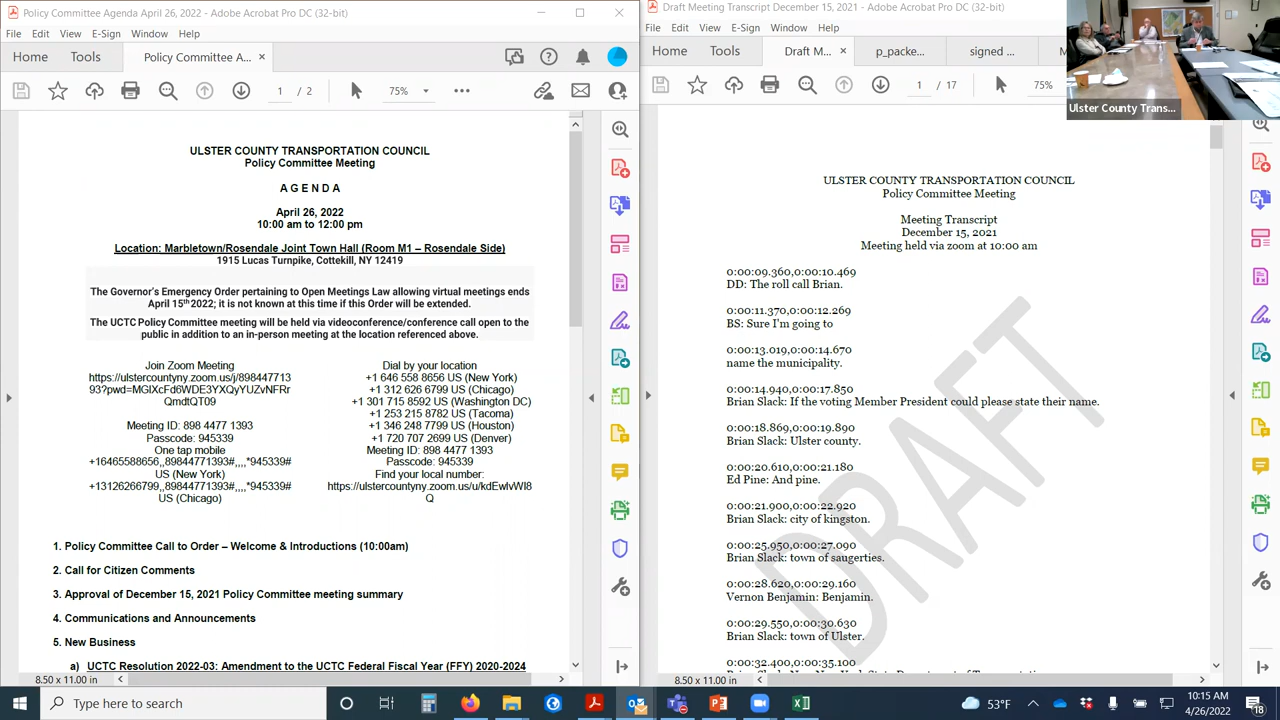 Policy Committee Agenda April 26, 2022 - Adobe Acrobat Pro DC (32-bit)
File Edit View E-Sign Window Help
Home Tools Policy Committee A... ×
1 / 2 75%
ULSTER COUNTY TRANSPORTATION COUNCIL
Policy Committee Meeting
A G E N D A
April 26, 2022
10:00 am to 12:00 pm
Location: Marbletown/Rosendale Joint Town Hall (Room M1 – Rosendale Side)
1915 Lucas Turnpike, Cottekill, NY 12419
The Governor's Emergency Order pertaining to Open Meetings Law allowing virtual meetings ends
April 15th 2022; it is not known at this time if this Order will be extended.
The UCTC Policy Committee meeting will be held via videoconference/conference call open to the
public in addition to an in-person meeting at the location referenced above.
Join Zoom Meeting
https://ulstercountyny.zoom.us/j/898447713
93?pwd=MGlXcFd6WDE3YXQyYUZvNFRr
QmdtQT09
Meeting ID: 898 4477 1393
Passcode: 945339
One tap mobile
+16465588656,,89844771393#,,,,*945339#
US (New York)
+13126266799,,89844771393#,,,,*945339#
US (Chicago)
Dial by your location
+1 646 558 8656 US (New York)
+1 312 626 6799 US (Chicago)
+1 301 715 8592 US (Washington DC)
+1 253 215 8782 US (Tacoma)
+1 346 248 7799 US (Houston)
+1 720 707 2699 US (Denver)
Meeting ID: 898 4477 1393
Passcode: 945339
Find your local number:
https://ulstercountyny.zoom.us/u/kdEwlvWl8
Q
1. Policy Committee Call to Order – Welcome & Introductions (10:00am)
2. Call for Citizen Comments
3. Approval of December 15, 2021 Policy Committee meeting summary
4. Communications and Announcements
5. New Business
a) UCTC Resolution 2022-03: Amendment to the UCTC Federal Fiscal Year (FFY) 2020-2024
8.50 x 11.00 in
Draft Meeting Transcript December 15, 2021 - Adobe Acrobat Pro DC (32-bit)
File Edit View E-Sign Window Help
Home Tools Draft M... × p_packe... signed ...
1 / 17 75%
Ulster County Trans...
ULSTER COUNTY TRANSPORTATION COUNCIL
Policy Committee Meeting
Meeting Transcript
December 15, 2021
Meeting held via zoom at 10:00 am
0:00:09.360,0:00:10.469
DD: The roll call Brian.
0:00:11.370,0:00:12.269
BS: Sure I'm going to
0:00:13.019,0:00:14.670
name the municipality.
0:00:14.940,0:00:17.850
Brian Slack: If the voting Member President could please state their name.
0:00:18.869,0:00:19.890
Brian Slack: Ulster county.
0:00:20.610,0:00:21.180
Ed Pine: And pine.
0:00:21.900,0:00:22.920
Brian Slack: city of kingston.
0:00:25.950,0:00:27.090
Brian Slack: town of saugerties.
0:00:28.620,0:00:29.160
Vernon Benjamin: Benjamin.
0:00:29.550,0:00:30.630
Brian Slack: town of Ulster.
0:00:32.400,0:00:35.100
DRAFT
8.50 x 11.00 in
Type here to search
53°F
10:15 AM
4/26/2022
18